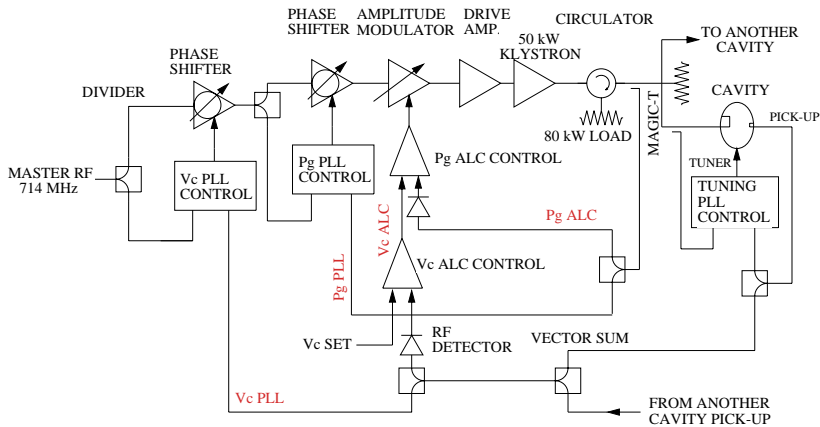 PHASE
SHIFTER
AMPLITUDE
MODULATOR
DRIVE
AMP.
50 kW
KLYSTRON
CIRCULATOR
TO ANOTHER
CAVITY
PHASE
SHIFTER
DIVIDER
CAVITY
PICK-UP
80 kW LOAD
MAGIC-T
MASTER RF
714 MHz
Vc PLL
CONTROL
Pg PLL
CONTROL
Pg ALC CONTROL
TUNER
TUNING
PLL
CONTROL
Pg ALC
Vc ALC
Pg PLL
Vc ALC CONTROL
Vc SET
RF
DETECTOR
VECTOR SUM
Vc PLL
FROM ANOTHER
CAVITY PICK-UP